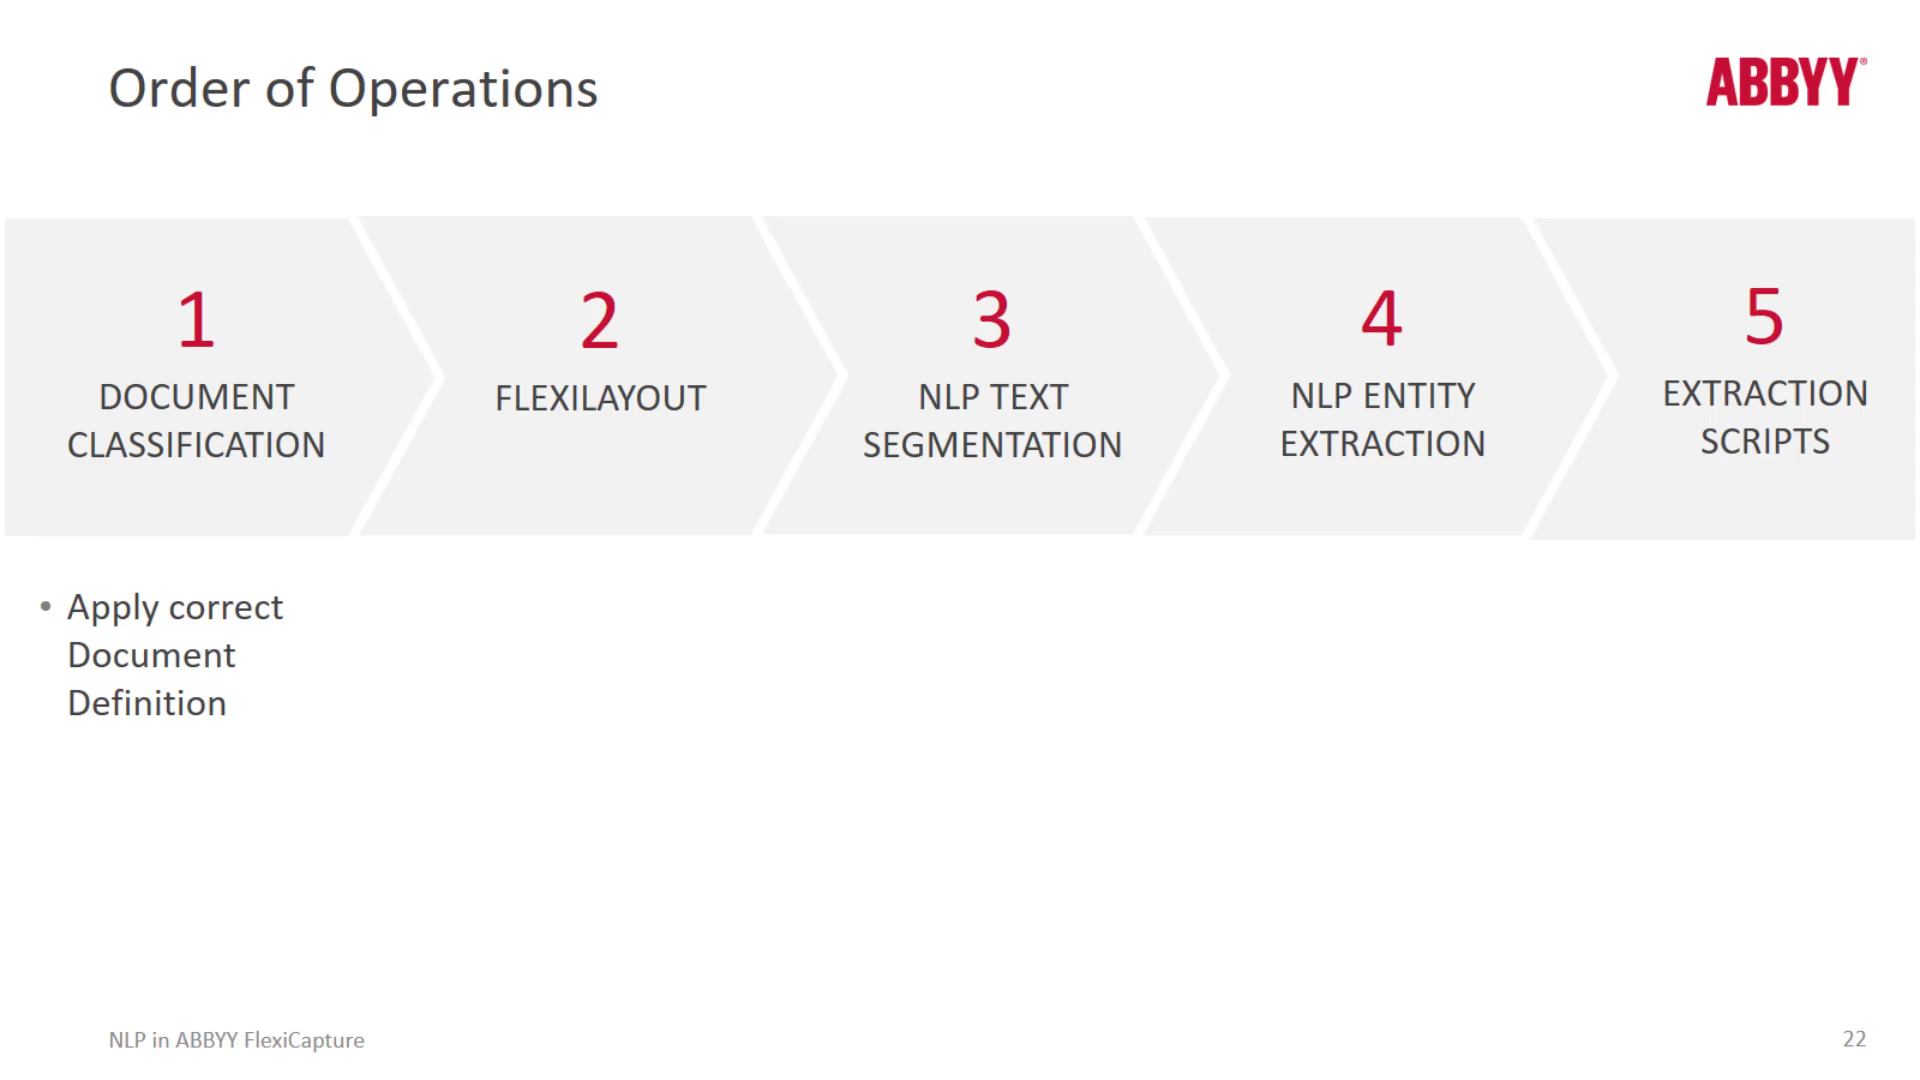 Order of Operations
ABBYY®
1
DOCUMENT
CLASSIFICATION
2
FLEXILAYOUT
3
NLP TEXT
SEGMENTATION
4
NLP ENTITY
EXTRACTION
5
EXTRACTION
SCRIPTS
• Apply correct
Document
Definition
NLP in ABBYY FlexiCapture
22